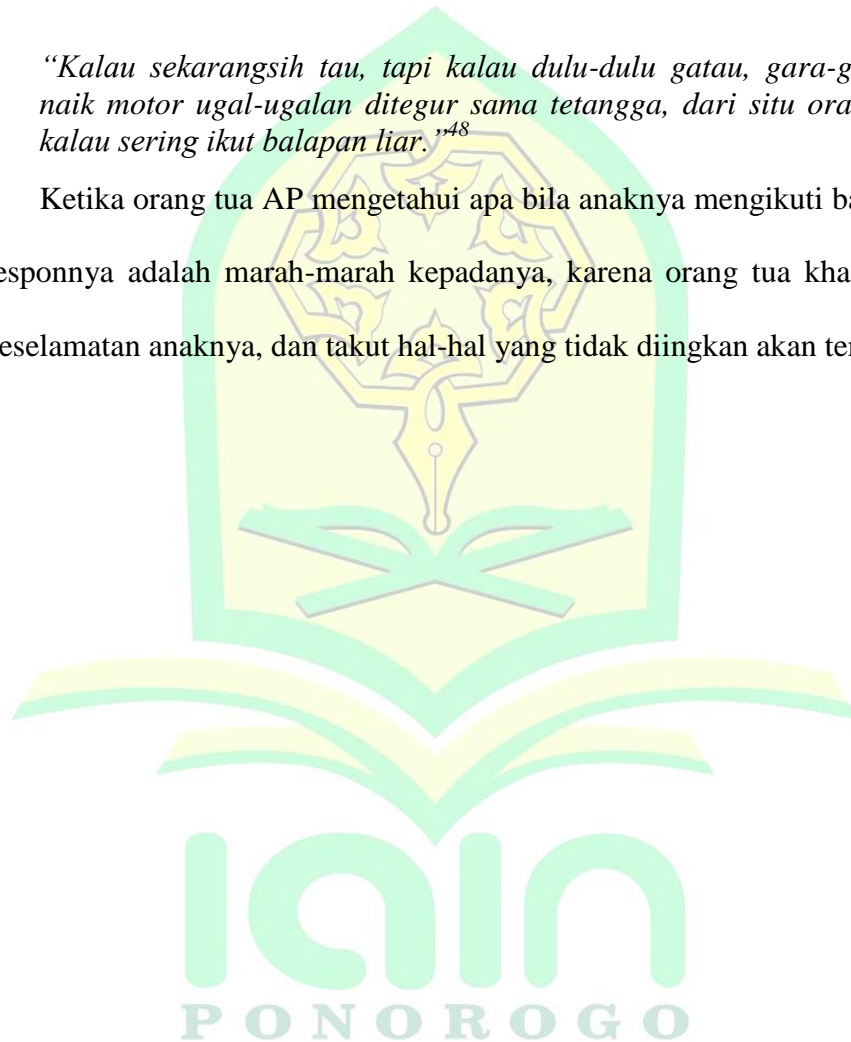 “Kalau sekarangsih tau, tapi kalau dulu-dulu gatau, gara-g
naik motor ugal-ugalan ditegur sama tetangga, dari situ ora
kalau sering ikut balapan liar.”48
Ketika orang tua AP mengetahui apa bila anaknya mengikuti ba
esponnya adalah marah-marah kepadanya, karena orang tua kha
eselamatan anaknya, dan takut hal-hal yang tidak diingkan akan ter
iain
PONOROGO